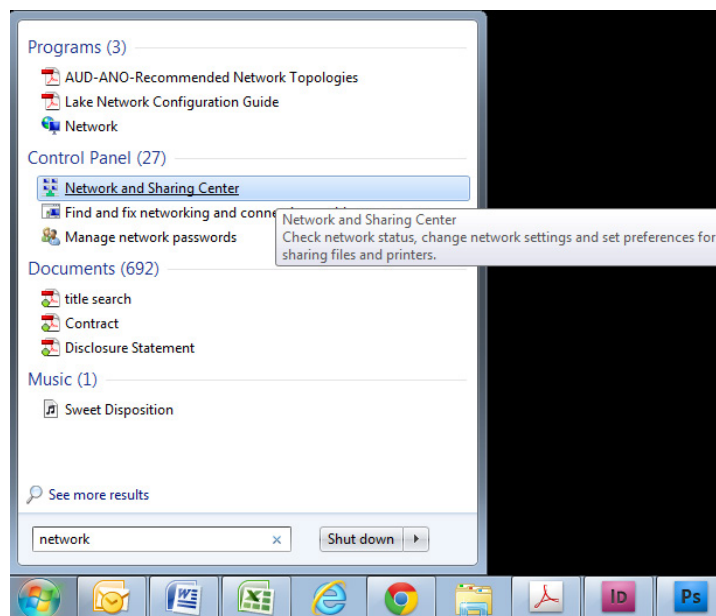 Programs (3)
AUD-ANO-Recommended Network Topologies
Lake Network Configuration Guide
Network
Control Panel (27)
Network and Sharing Center
Find and fix networking and
Network and Sharing Center
Check network status, change network settings and set preferences for
sharing files and printers.
Manage network passwords
Documents (692)
title search
Contract
Disclosure Statement
Music (1)
Sweet Disposition
See more results
network
Shut down
ID
Ps